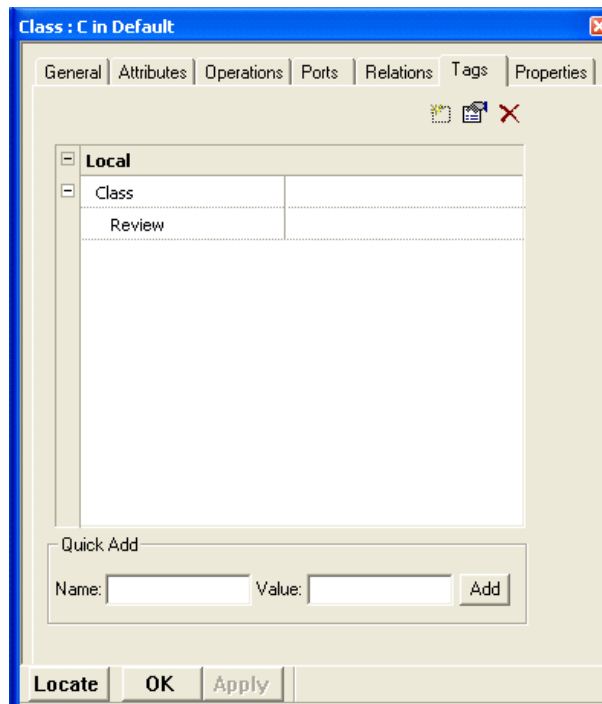 Class : C in Default
General Attributes Operations Ports Relations Tags Properties
Local
Class
Review
Quick Add
Name: Value: Add
Locate OK Apply